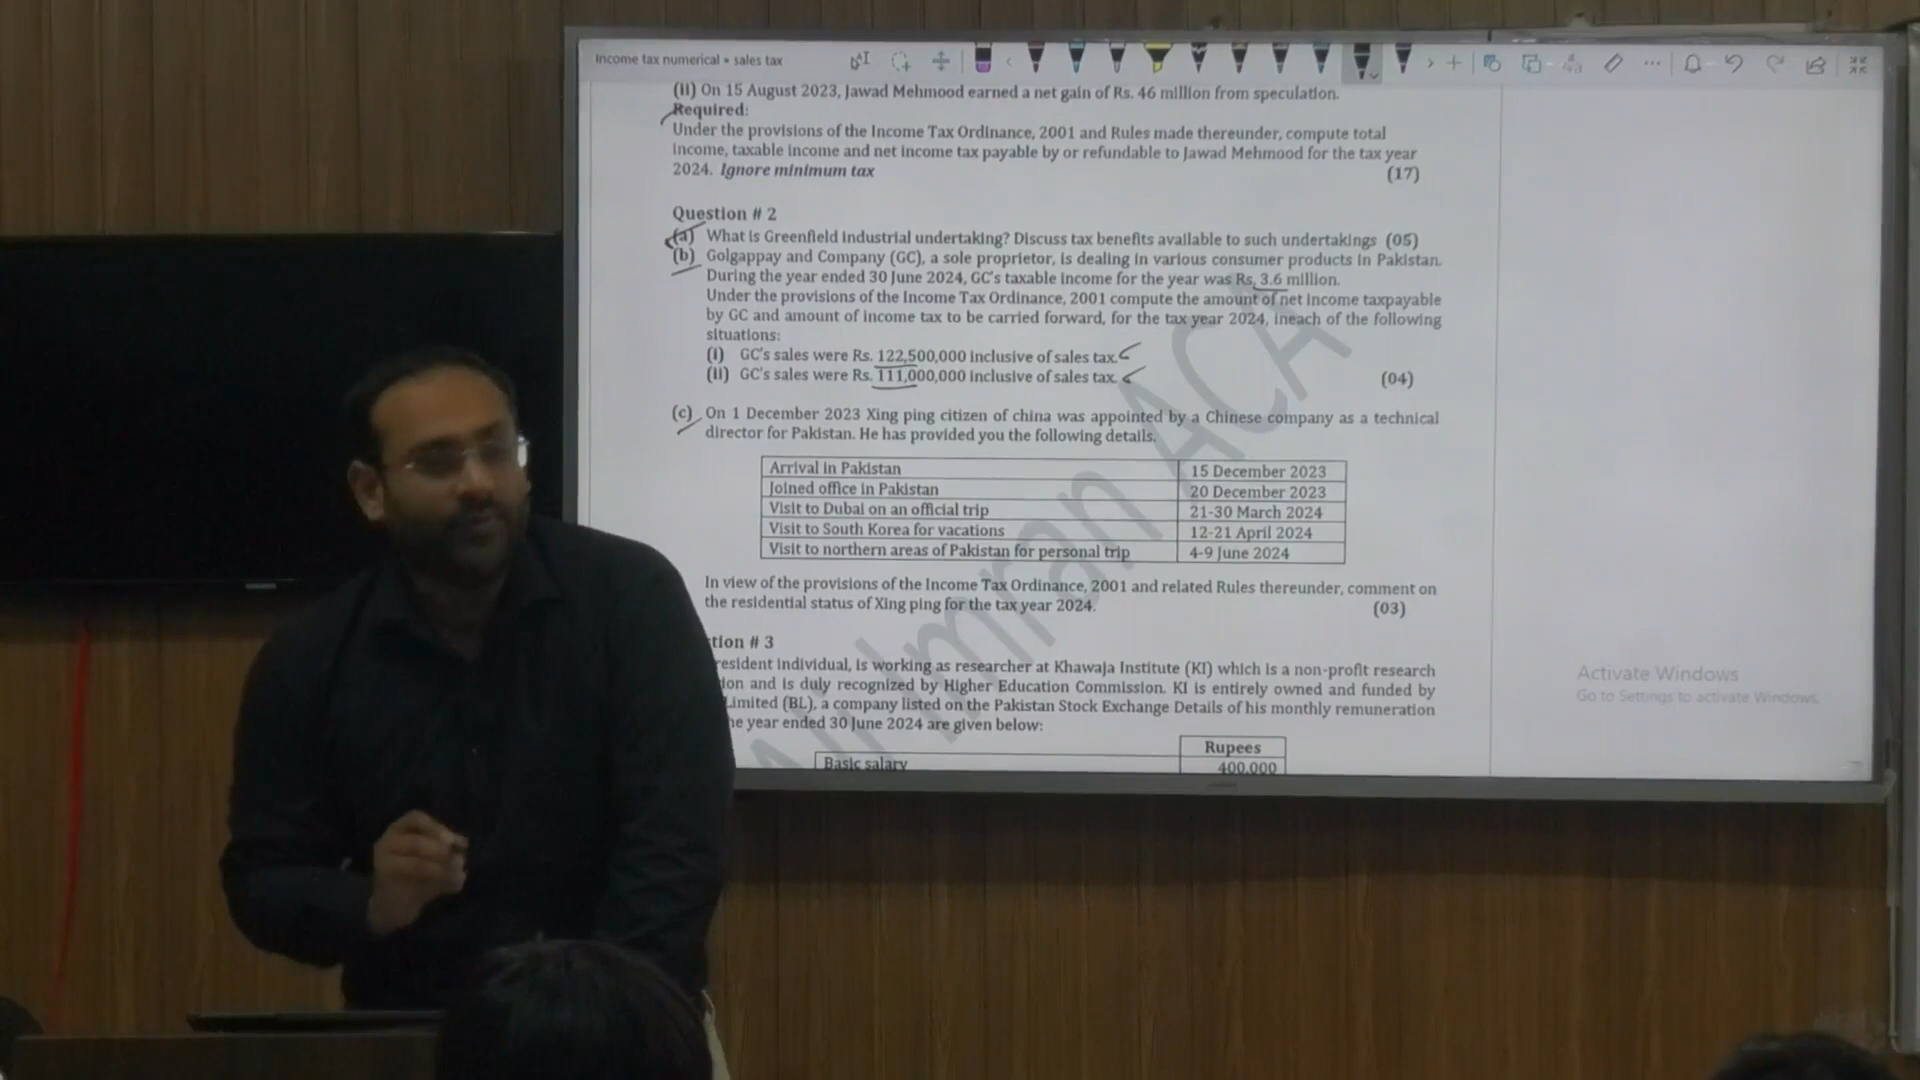 Income tax numerical + sales tax
(ii) On 15 August 2023, Jawad Mehmood earned a net gain of Rs. 46 million from speculation.
Required:
Under the provisions of the Income Tax Ordinance, 2001 and Rules made thereunder, compute total
income, taxable income and net income tax payable by or refundable to Jawad Mehmood for the tax year
2024. Ignore minimum tax (17)
Question # 2
(a) What is Greenfield Industrial undertaking? Discuss tax benefits available to such undertakings (05)
(b) Golgappay and Company (GC), a sole proprietor, is dealing in various consumer products in Pakistan.
During the year ended 30 June 2024, GC's taxable income for the year was Rs. 3.6 million.
Under the provisions of the Income Tax Ordinance, 2001 compute the amount of net income taxpayable
by GC and amount of income tax to be carried forward, for the tax year 2024, ineach of the following
situations:
(i) GC's sales were Rs. 122,500,000 inclusive of sales tax.
(ii) GC's sales were Rs. 111,000,000 inclusive of sales tax. (04)
(c) On 1 December 2023 Xing ping citizen of china was appointed by a Chinese company as a technical
director for Pakistan. He has provided you the following details.
Arrival in Pakistan 15 December 2023
Joined office in Pakistan 20 December 2023
Visit to Dubai on an official trip 21-30 March 2024
Visit to South Korea for vacations 12-21 April 2024
Visit to northern areas of Pakistan for personal trip 4-9 June 2024
In view of the provisions of the Income Tax Ordinance, 2001 and related Rules thereunder, comment on
the residential status of Xing ping for the tax year 2024. (03)
tion # 3
resident individual, is working as researcher at Khawaja Institute (KI) which is a non-profit research
ion and is duly recognized by Higher Education Commission. KI is entirely owned and funded by
Limited (BL), a company listed on the Pakistan Stock Exchange Details of his monthly remuneration
he year ended 30 June 2024 are given below:
Rupees
Basic salary 400,000
Imran ACA
Activate Windows
Go to Settings to activate Windows.